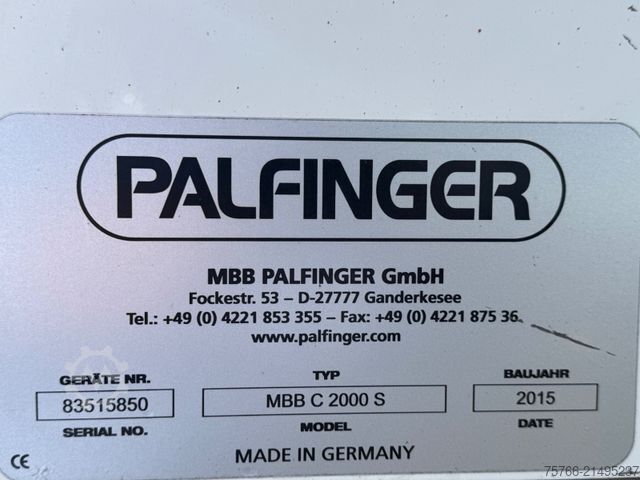 PALFINGER
MBB PALFINGER GmbH
Fockestr. 53 – D-27777 Ganderkesee
Tel.: +49 (0) 4221 853 355 – Fax: +49 (0) 4221 875 36
www.palfinger.com
GERÄTE NR. TYP BAUJAHR
83515850 MBB C 2000 S 2015
SERIAL NO. MODEL DATE
MADE IN GERMANY
CE
75766-21495237